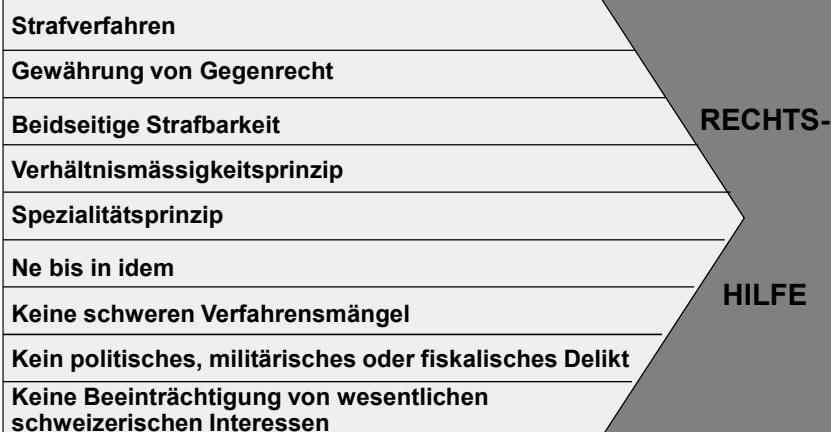 Strafverfahren
Gewährung von Gegenrecht
Beidseitige Strafbarkeit
Verhältnismässigkeitsprinzip
Spezialitätsprinzip
Ne bis in idem
Keine schweren Verfahrensmängel
Kein politisches, militärisches oder fiskalisches Delikt
Keine Beeinträchtigung von wesentlichen
schweizerischen Interessen
RECHTS-
HILFE